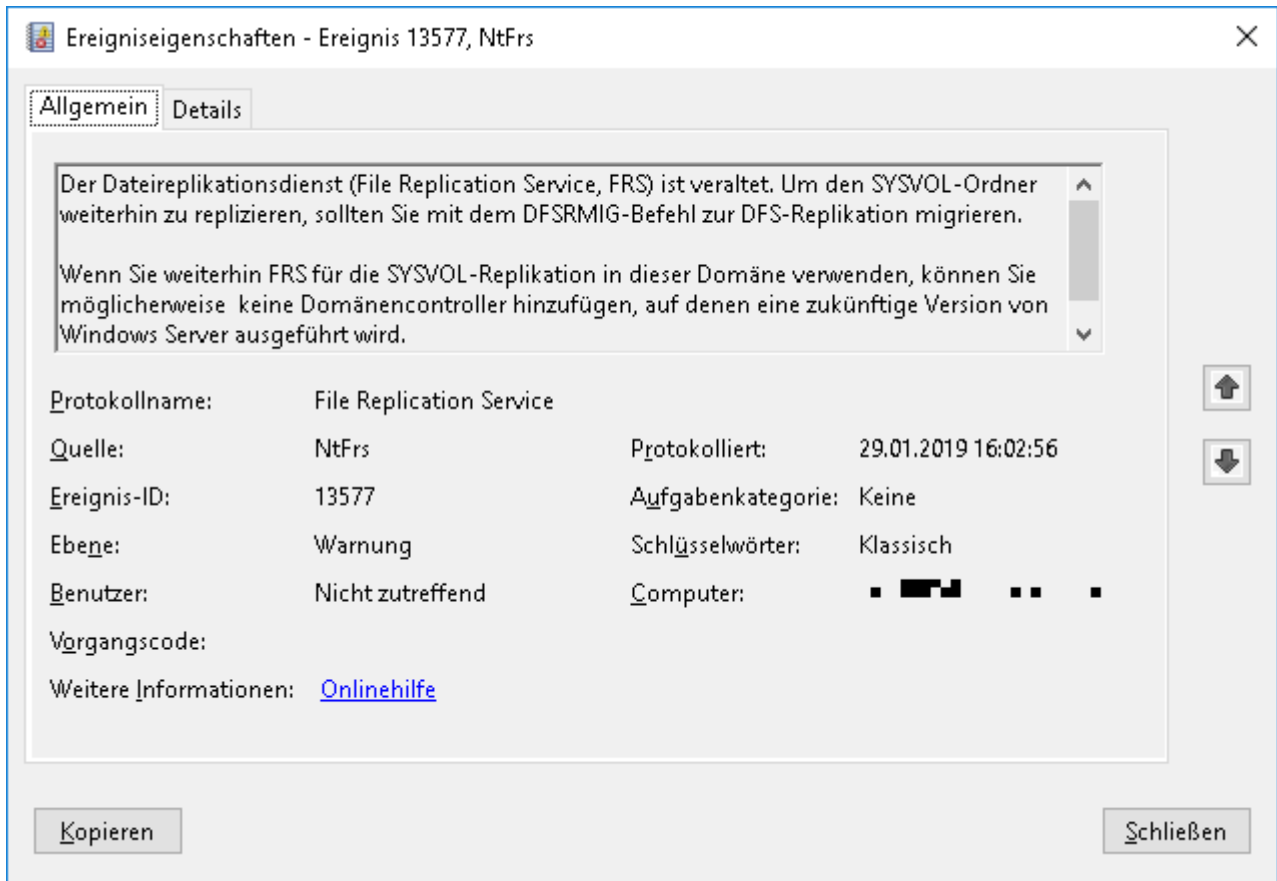 Ereigniseigenschaften - Ereignis 13577, NtFrs
Allgemein Details
Der Dateireplikationsdienst (File Replication Service, FRS) ist veraltet. Um den SYSVOL-Ordner
weiterhin zu replizieren, sollten Sie mit dem DFSRMIG-Befehl zur DFS-Replikation migrieren.
Wenn Sie weiterhin FRS für die SYSVOL-Replikation in dieser Domäne verwenden, können Sie
möglicherweise  keine Domänencontroller hinzufügen, auf denen eine zukünftige Version von
Windows Server ausgeführt wird.
Protokollname: File Replication Service
Quelle: NtFrs Protokolliert: 29.01.2019 16:02:56
Ereignis-ID: 13577 Aufgabenkategorie: Keine
Ebene: Warnung Schlüsselwörter: Klassisch
Benutzer: Nicht zutreffend Computer:
Vorgangscode:
Weitere Informationen: Onlinehilfe
Kopieren Schließen